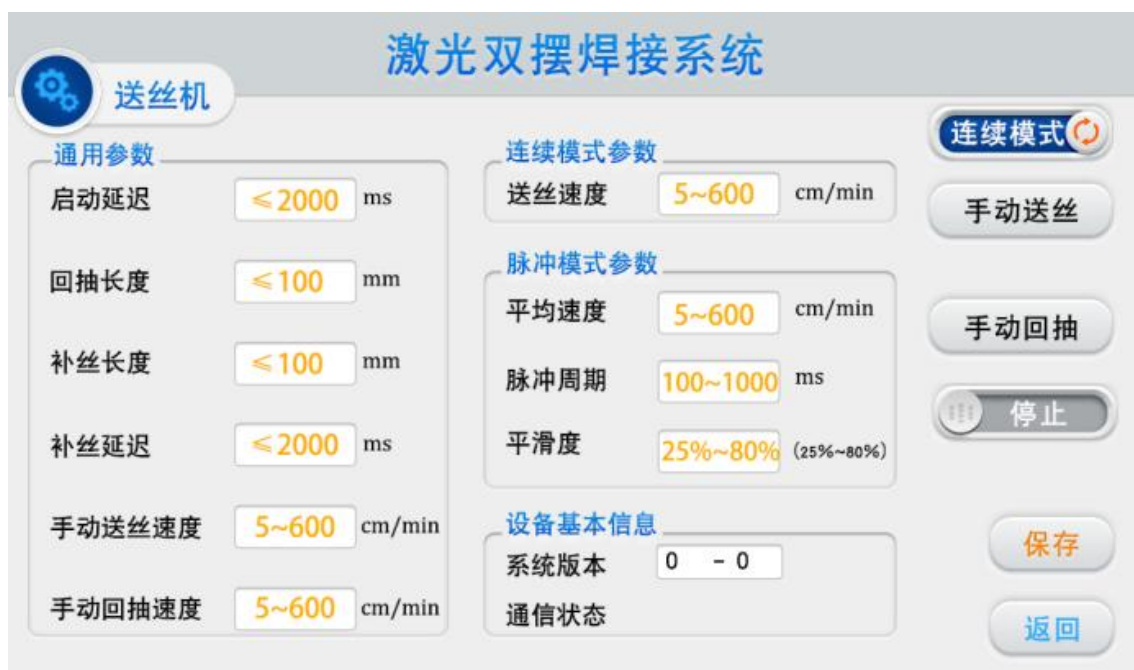 激光双摆焊接系统
送丝机
通用参数
启动延迟 ≤2000 ms
回抽长度 ≤100 mm
补丝长度 ≤100 mm
补丝延迟 ≤2000 ms
手动送丝速度 5~600 cm/min
手动回抽速度 5~600 cm/min
连续模式参数
送丝速度 5~600 cm/min
脉冲模式参数
平均速度 5~600 cm/min
脉冲周期 100~1000 ms
平滑度 25%~80% (25%~80%)
设备基本信息
系统版本 0 - 0
通信状态
连续模式
手动送丝
手动回抽
停止
保存
返回